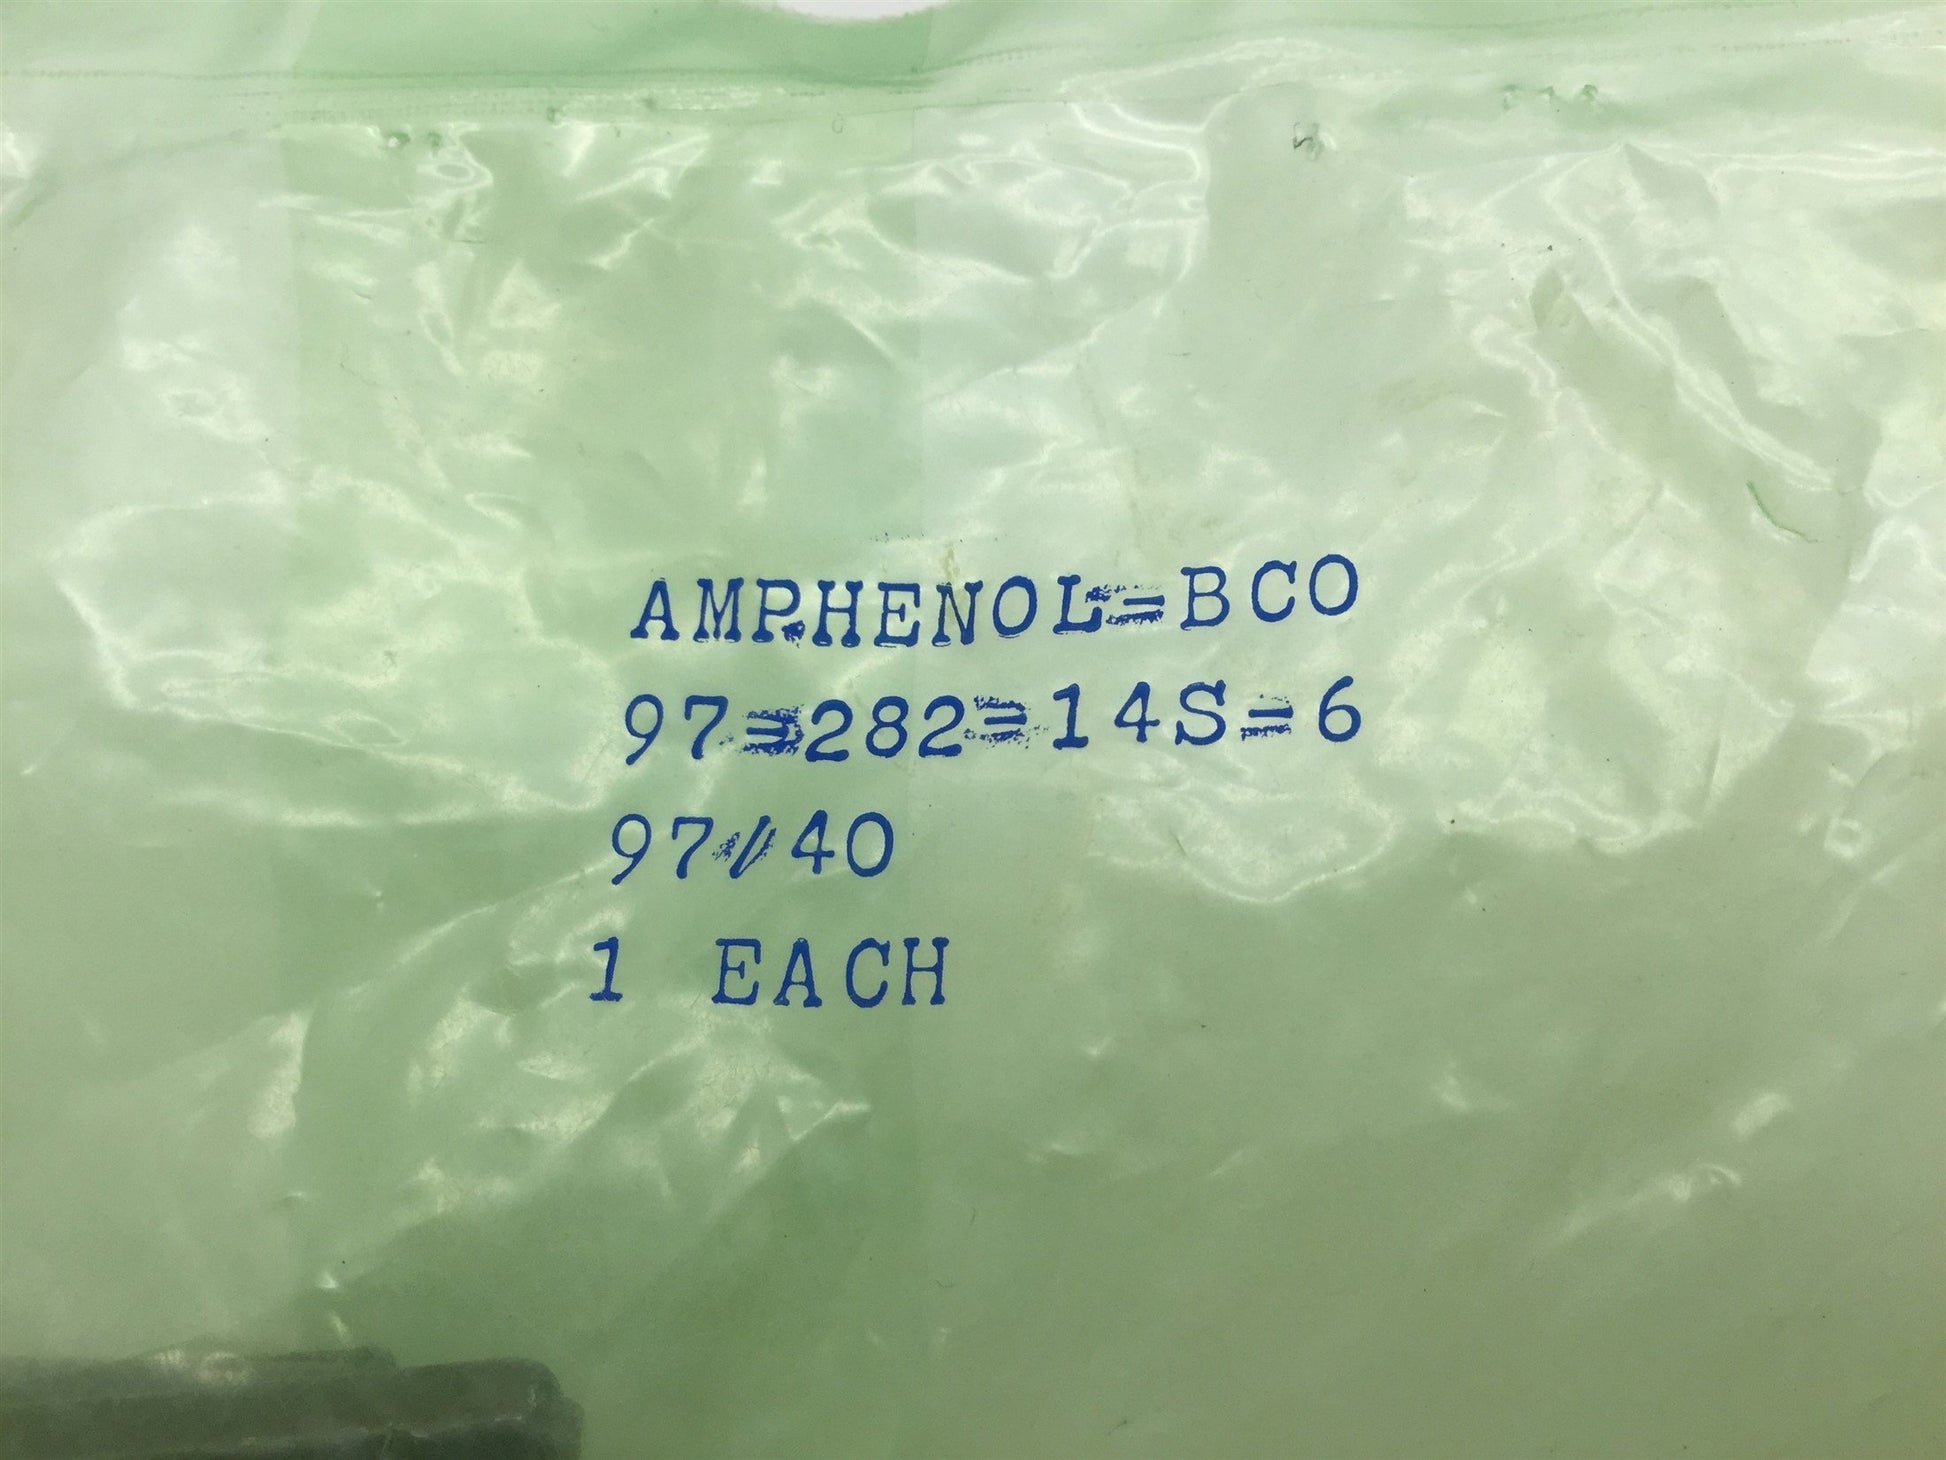 AMPHENOL=BCO
97=282=14S=6
97/40
1 EACH